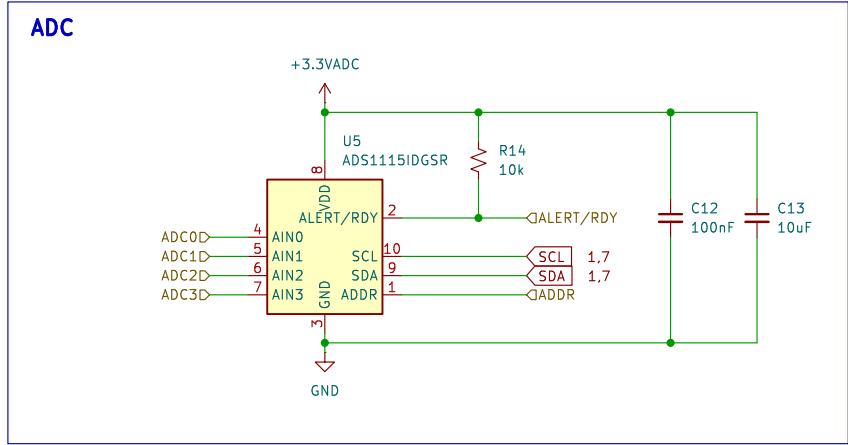 ADC
+3.3VADC
U5
ADS1115IDGSR
R14
10k
8
VDD
ALERT/RDY 2 ALERT/RDY
C12 C13
100nF 10uF
ADC0 4 AIN0
ADC1 5 AIN1 SCL 10 SCL 1,7
ADC2 6 AIN2 SDA 9 SDA 1,7
ADC3 7 AIN3 ADDR 1 ADDR
GND
3
GND